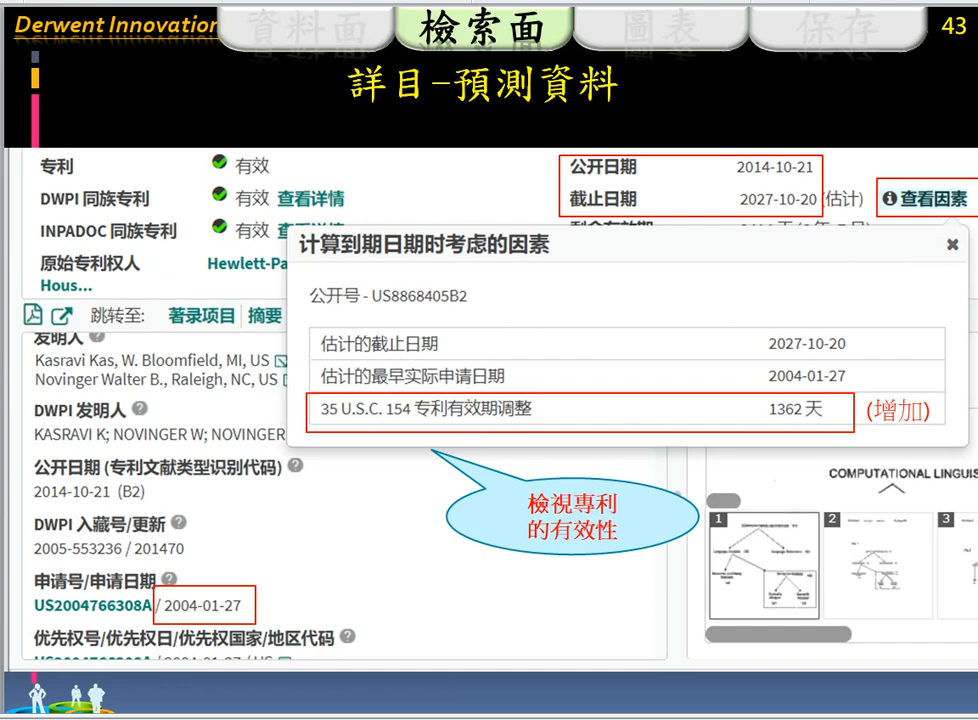 Derwent Innovation
資料面
檢索面
圖表
保存
43
詳目-預測資料
专利
有效
DWPI 同族专利
有效 查看详情
INPADOC 同族专利
有效
原始专利权人
Hewlett-Pa
Hous...
公开日期
2014-10-21
截止日期
2027-10-20 (估计)
查看因素
计算到期日期时考虑的因素
公开号 - US8868405B2
估计的截止日期
2027-10-20
估计的最早实际申请日期
2004-01-27
35 U.S.C. 154 专利有效期调整
1362 天
(增加)
跳转至:
著录项目
摘要
发明人
Kasravi Kas, W. Bloomfield, MI, US
Novinger Walter B., Raleigh, NC, US
DWPI 发明人
KASRAVI K; NOVINGER W; NOVINGER
公开日期 (专利文献类型识别代码)
2014-10-21 (B2)
DWPI 入藏号/更新
2005-553236 / 201470
申请号/申请日期
US2004766308A / 2004-01-27
优先权号/优先权日/优先权国家/地区代码
檢視專利
的有效性
COMPUTATIONAL LINGUIS
1
2
3